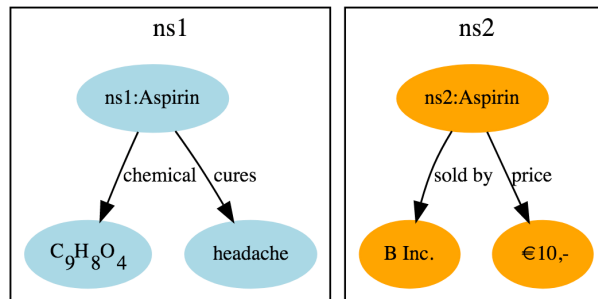 ns1
ns2
ns1:Aspirin
ns2:Aspirin
chemical
cures
sold by
price
C₉H₈O₄
headache
B Inc.
€10,-